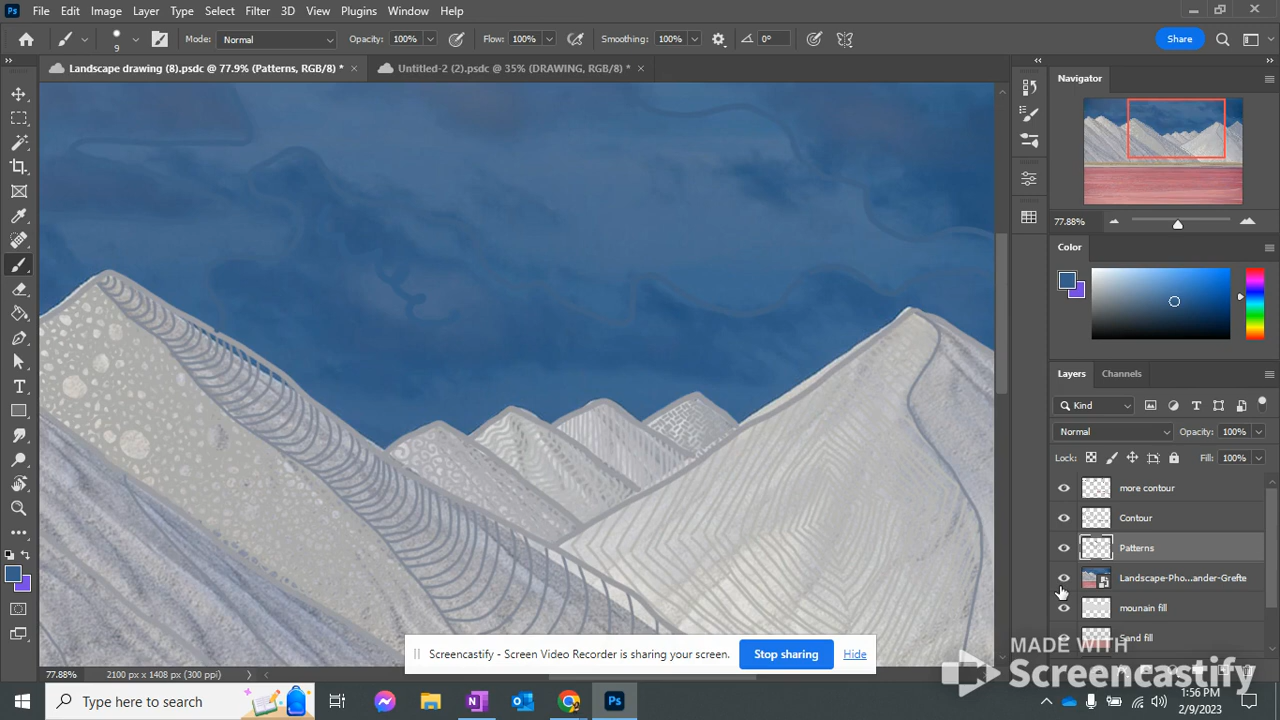 Ps File Edit Image Layer Type Select Filter 3D View Plugins Window Help
9 Mode: Normal Opacity: 100% Flow: 100% Smoothing: 100% 0° Share
Landscape drawing (8).psdc @ 77.9% (Patterns, RGB/8) * × Untitled-2 (2).psdc @ 35% (DRAWING, RGB/8) * ×
Navigator
77.88%
Color
Layers Channels
Kind
Normal Opacity: 100%
Lock: Fill: 100%
more contour
Contour
Patterns
Landscape-Pho...ander-Grefte
mounain fill
Sand fill
Screencastify - Screen Video Recorder is sharing your screen. Stop sharing Hide
MADE WITH
Screencastify
77.88% 2100 px x 1408 px (300 ppi)
Type here to search
1:56 PM
2/9/2023